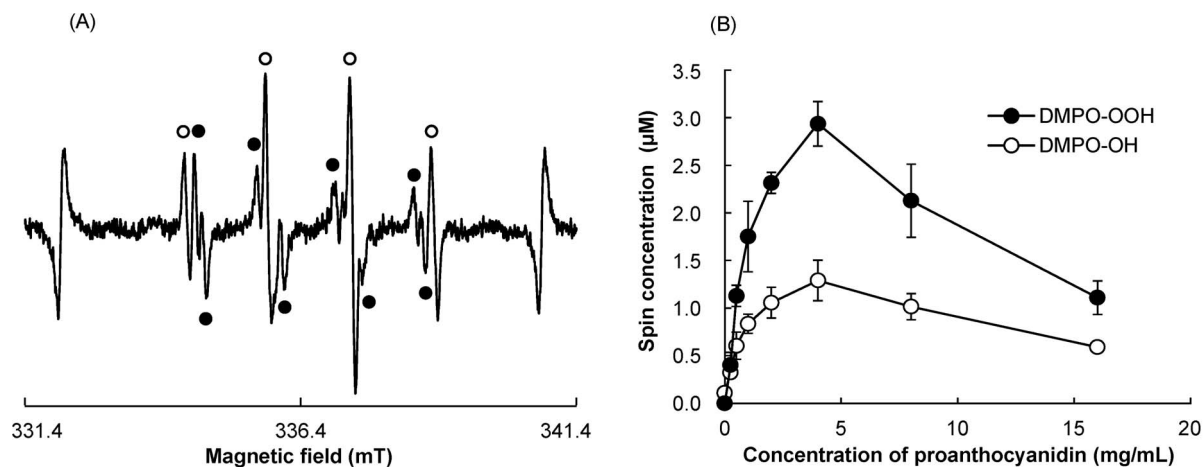 (A)
331.4
336.4
341.4
Magnetic field (mT)
(B)
Spin concentration (μM)
3.5
3.0
2.5
2.0
1.5
1.0
0.5
0.0
DMPO-OOH
DMPO-OH
0
5
10
15
20
Concentration of proanthocyanidin (mg/mL)